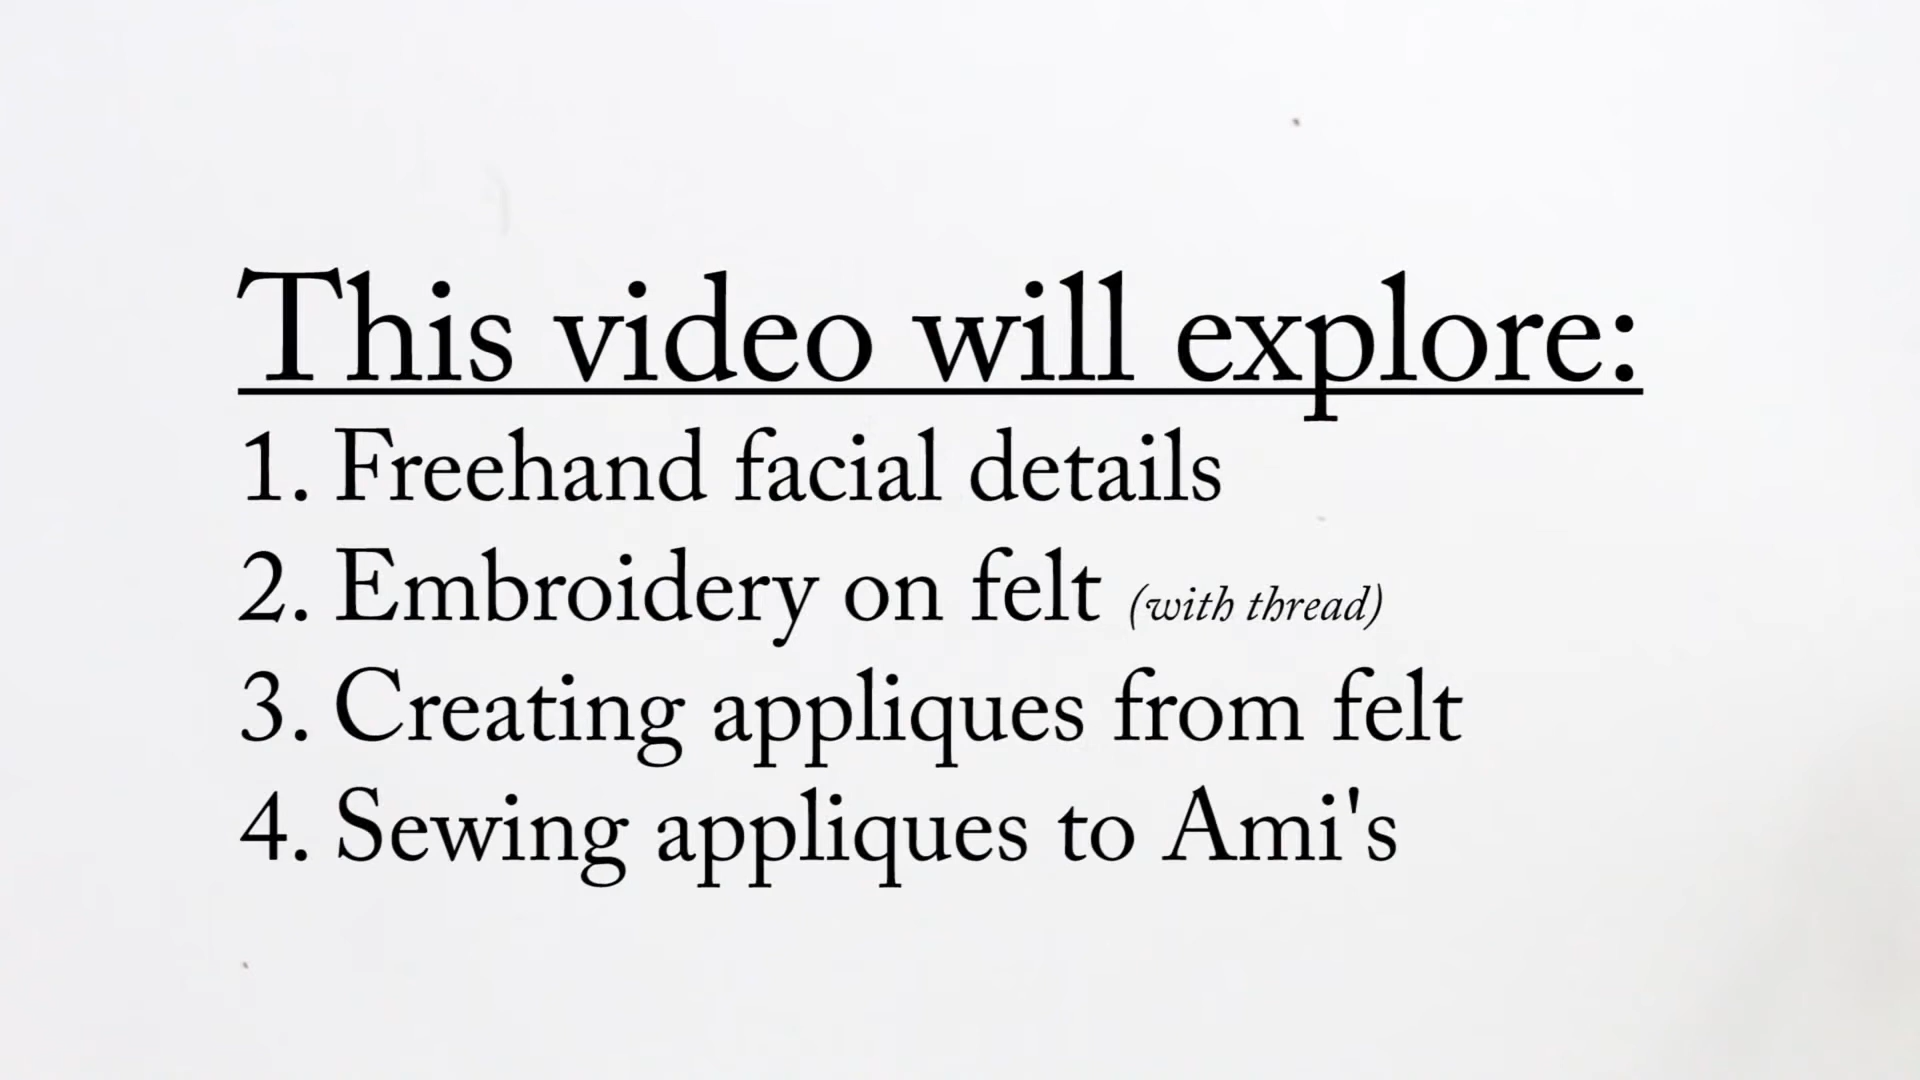 This video will explore:
1. Freehand facial details
2. Embroidery on felt (with thread)
3. Creating appliques from felt
4. Sewing appliques to Ami's